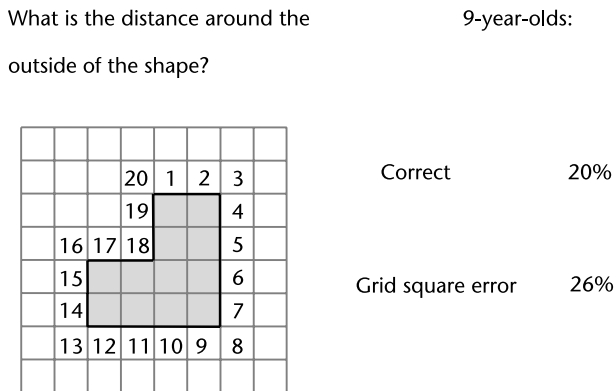 What is the distance around the
outside of the shape?
9-year-olds:
20 1 2 3
19 4
16 17 18 5
15 6
14 7
13 12 11 10 9 8
Correct 20%
Grid square error 26%